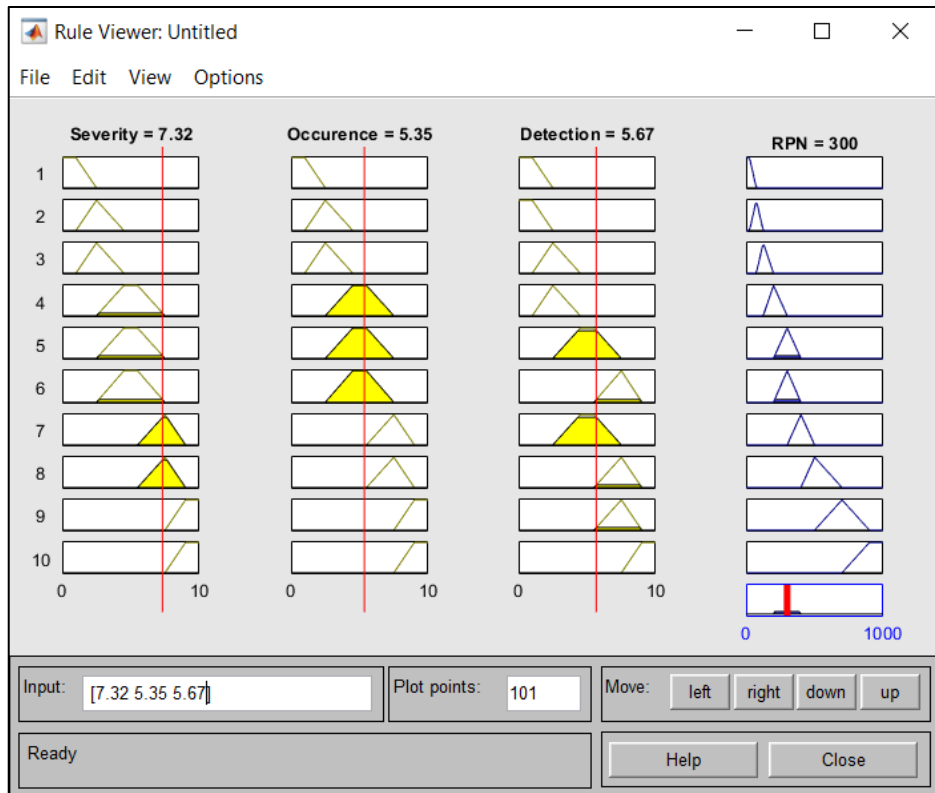 Rule Viewer: Untitled
File Edit View Options
Severity = 7.32 Occurence = 5.35 Detection = 5.67 RPN = 300
1
2
3
4
5
6
7
8
9
10
0 10 0 10 0 10
0 1000
Input: [7.32 5.35 5.67] Plot points: 101 Move: left right down up
Ready Help Close